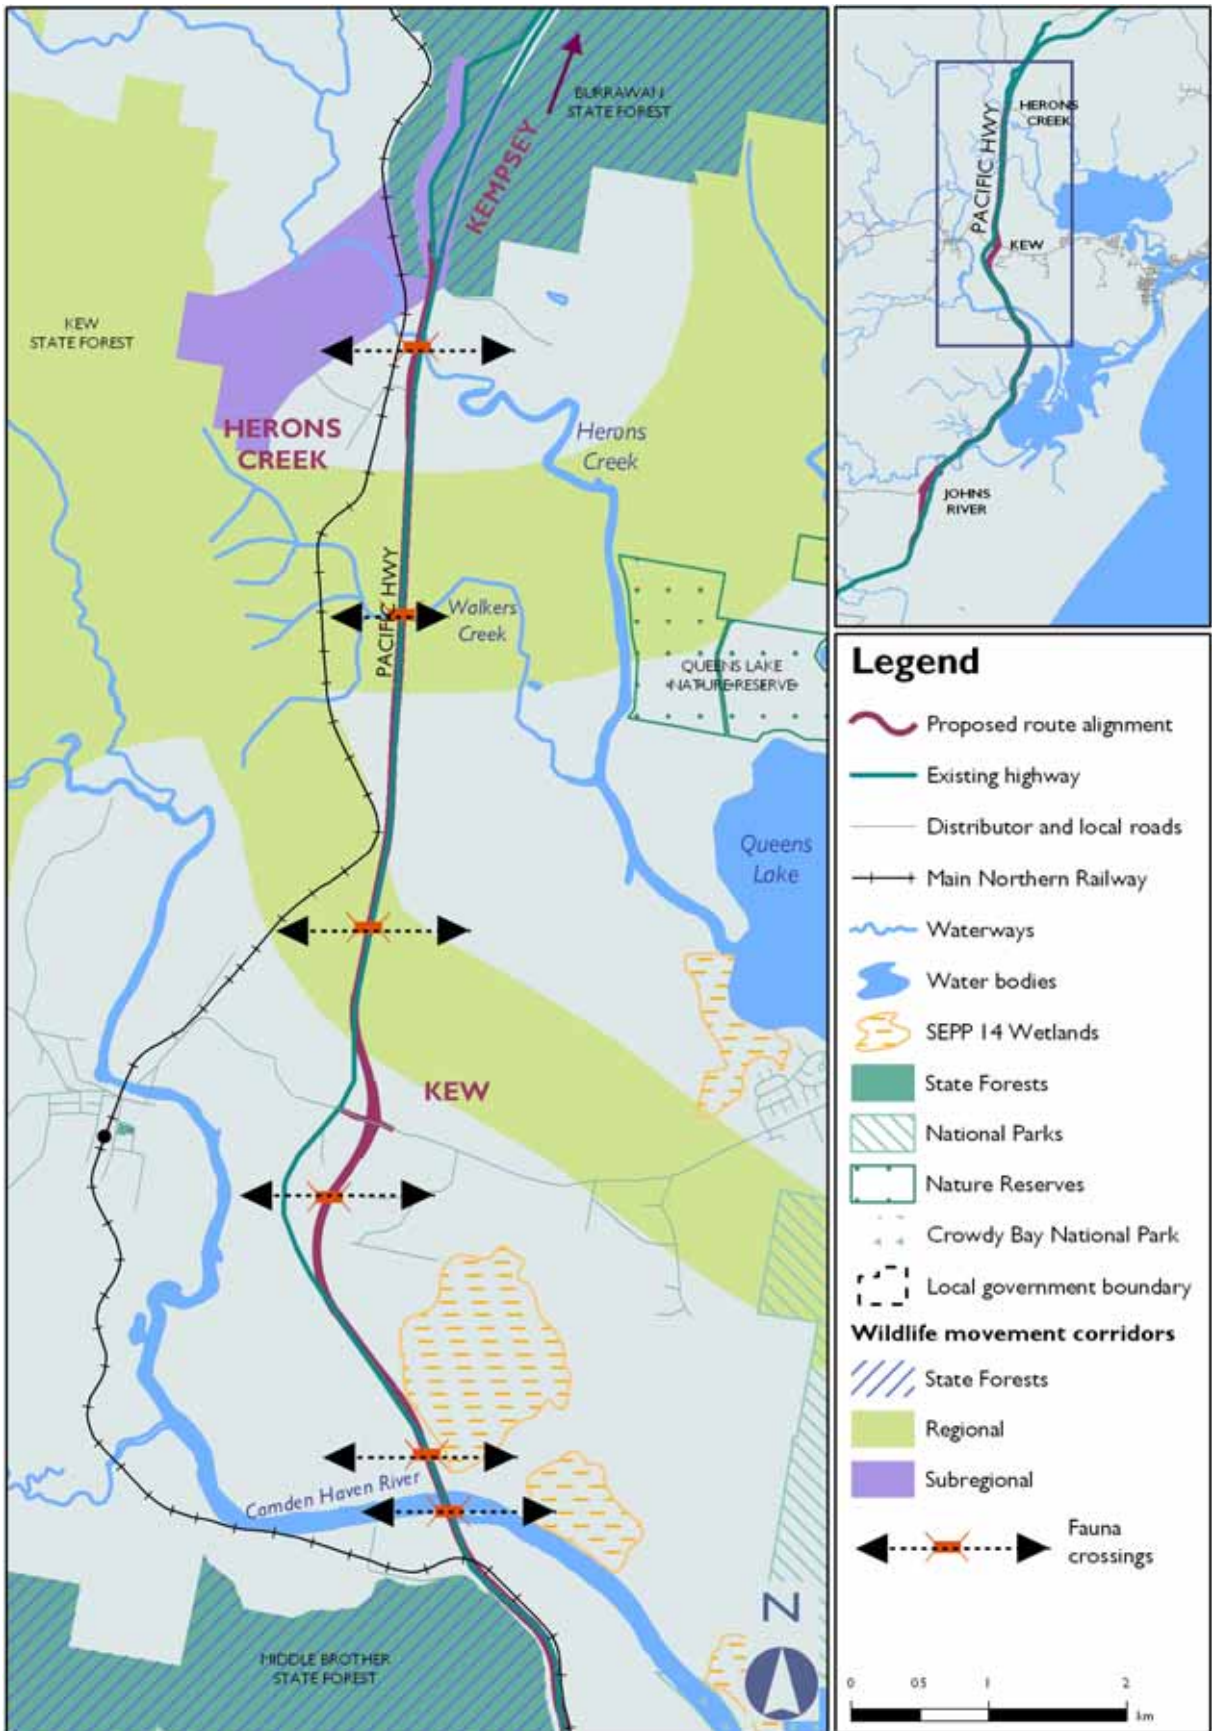 BURRAWAN
STATE FOREST
KEMPSEY
KEW
STATE FOREST
HERONS
CREEK
Herons
Creek
PACIFIC HWY
Walkers
Creek
QUEENS LAKE
NATURE RESERVE
Queens
Lake
KEW
Camden Haven River
MIDDLE BROTHER
STATE FOREST
N
HERONS
CREEK
PACIFIC HWY
KEW
JOHNS
RIVER
Legend
Proposed route alignment
Existing highway
Distributor and local roads
Main Northern Railway
Waterways
Water bodies
SEPP 14 Wetlands
State Forests
National Parks
Nature Reserves
Crowdy Bay National Park
Local government boundary
Wildlife movement corridors
State Forests
Regional
Subregional
Fauna
crossings
0 0.5 1 2
km